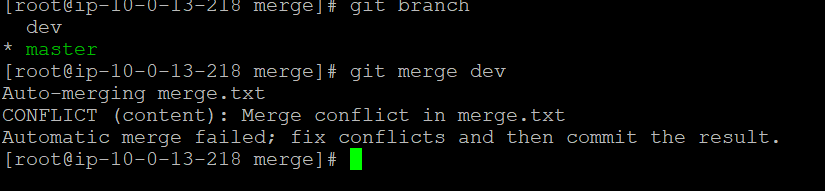 [root@ip-10-0-13-218 merge]# git branch
  dev
* master
[root@ip-10-0-13-218 merge]# git merge dev
Auto-merging merge.txt
CONFLICT (content): Merge conflict in merge.txt
Automatic merge failed; fix conflicts and then commit the result.
[root@ip-10-0-13-218 merge]#